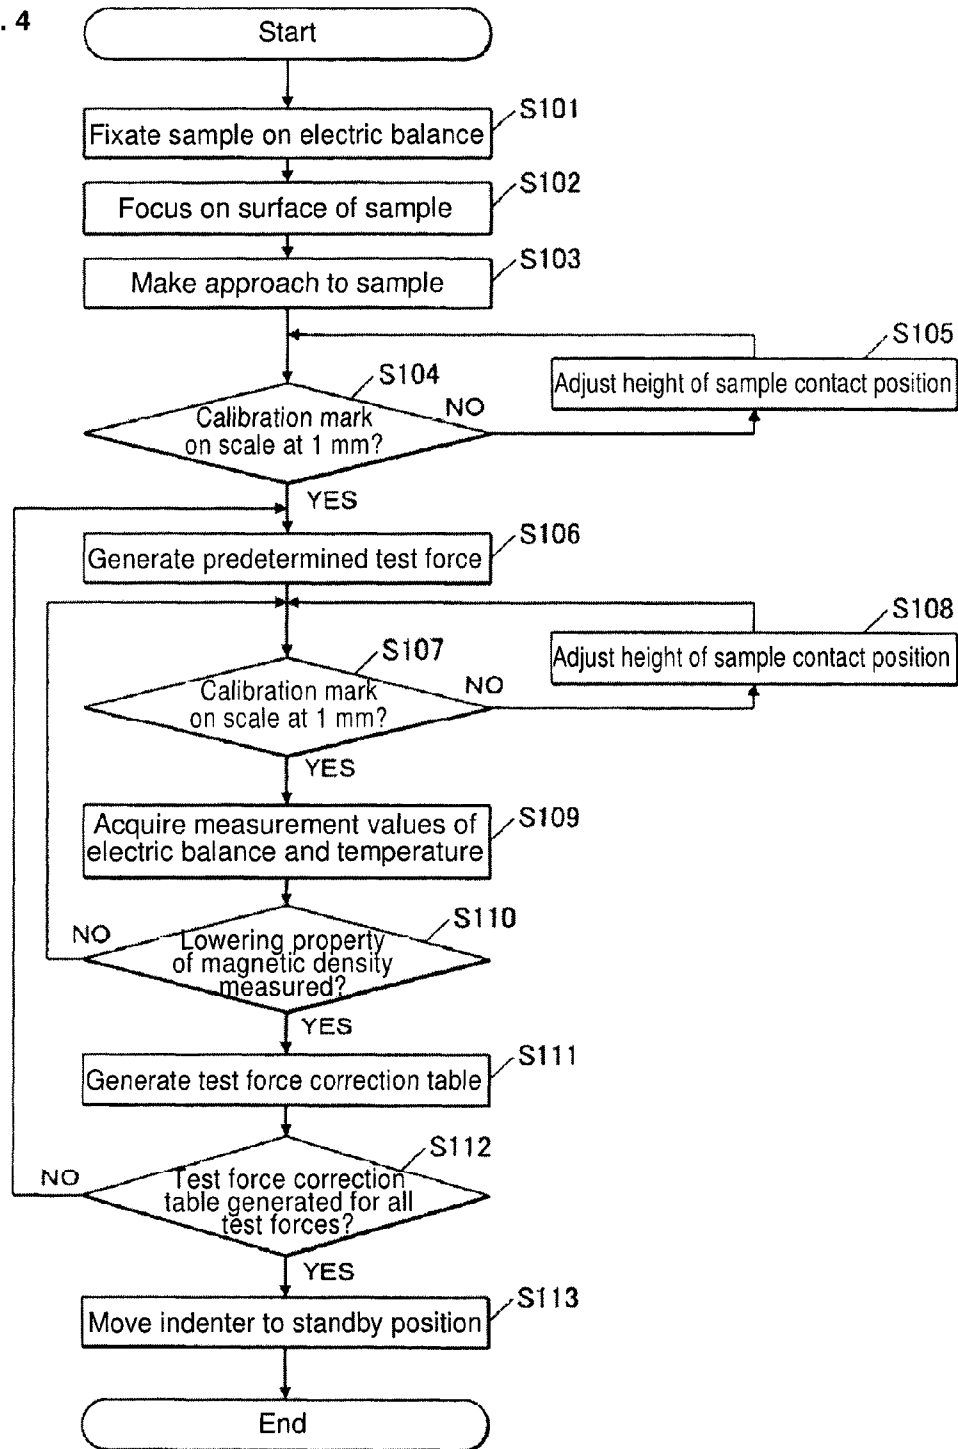 . 4
Start
S101
Fixate sample on electric balance
S102
Focus on surface of sample
S103
Make approach to sample
S105
Adjust height of sample contact position
S104
Calibration mark
on scale at 1 mm?
NO
YES
S106
Generate predetermined test force
S108
Adjust height of sample contact position
S107
Calibration mark
on scale at 1 mm?
NO
YES
S109
Acquire measurement values of
electric balance and temperature
S110
NO
Lowering property
of magnetic density
measured?
YES
S111
Generate test force correction table
S112
NO
Test force correction
table generated for all
test forces?
YES
S113
Move indenter to standby position
End